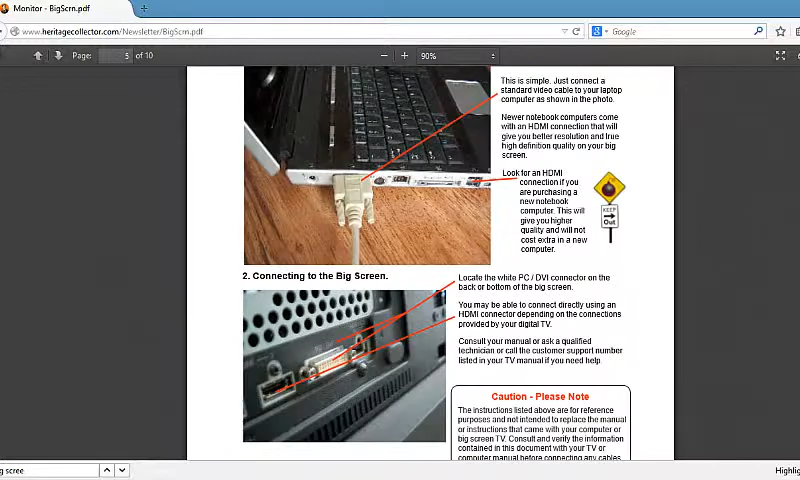 Monitor - BigScrn.pdf
www.heritagecollector.com/Newsletter/BigScrn.pdf
Google
Page: 5 of 10
90%
This is simple. Just connect a
standard video cable to your laptop
computer as shown in the photo.
Newer notebook computers come
with an HDMI connection that will
give you better resolution and true
high definition quality on your big
screen.
Look for an HDMI
connection if you
are purchasing a
new notebook
computer. This will
give you higher
quality and will not
cost extra in a new
computer.
KEEP
Out
2. Connecting to the Big Screen.
Locate the white PC / DVI connector on the
back or bottom of the big screen.
You may be able to connect directly using an
HDMI connector depending on the connections
provided by your digital TV.
Consult your manual or ask a qualified
technician or call the customer support number
listed in your TV manual if you need help.
Caution - Please Note
The instructions listed above are for reference
purposes and not intended to replace the manual
or instructions that came with your computer or
big screen TV. Consult and verify the information
contained in this document with your TV or
computer manual before connecting any cables
g scree
Highlig